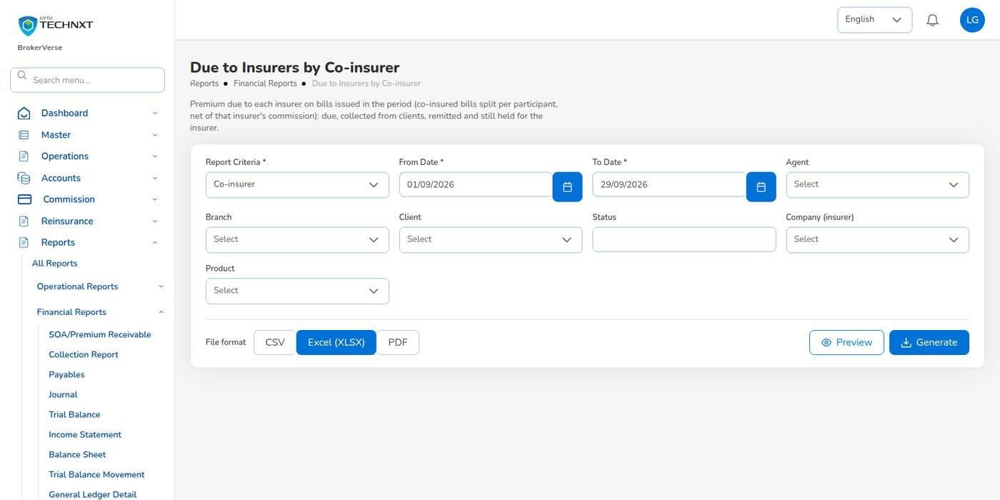 iorta
TECHNXT
BrokerVerse
Search menu...
Dashboard
Master
Operations
Accounts
Commission
Reinsurance
Reports
All Reports
Operational Reports
Financial Reports
SOA/Premium Receivable
Collection Report
Payables
Journal
Trial Balance
Income Statement
Balance Sheet
Trial Balance Movement
General Ledger Detail
English
LG
Due to Insurers by Co-insurer
Reports • Financial Reports • Due to Insurers by Co-insurer
Premium due to each insurer on bills issued in the period (co-insured bills split per participant,
net of that insurer's commission): due, collected from clients, remitted and still held for the
insurer.
Report Criteria * From Date * To Date * Agent
Co-insurer 01/09/2026 29/09/2026 Select
Branch Client Status Company (insurer)
Select Select Select
Product
Select
File format CSV Excel (XLSX) PDF Preview Generate